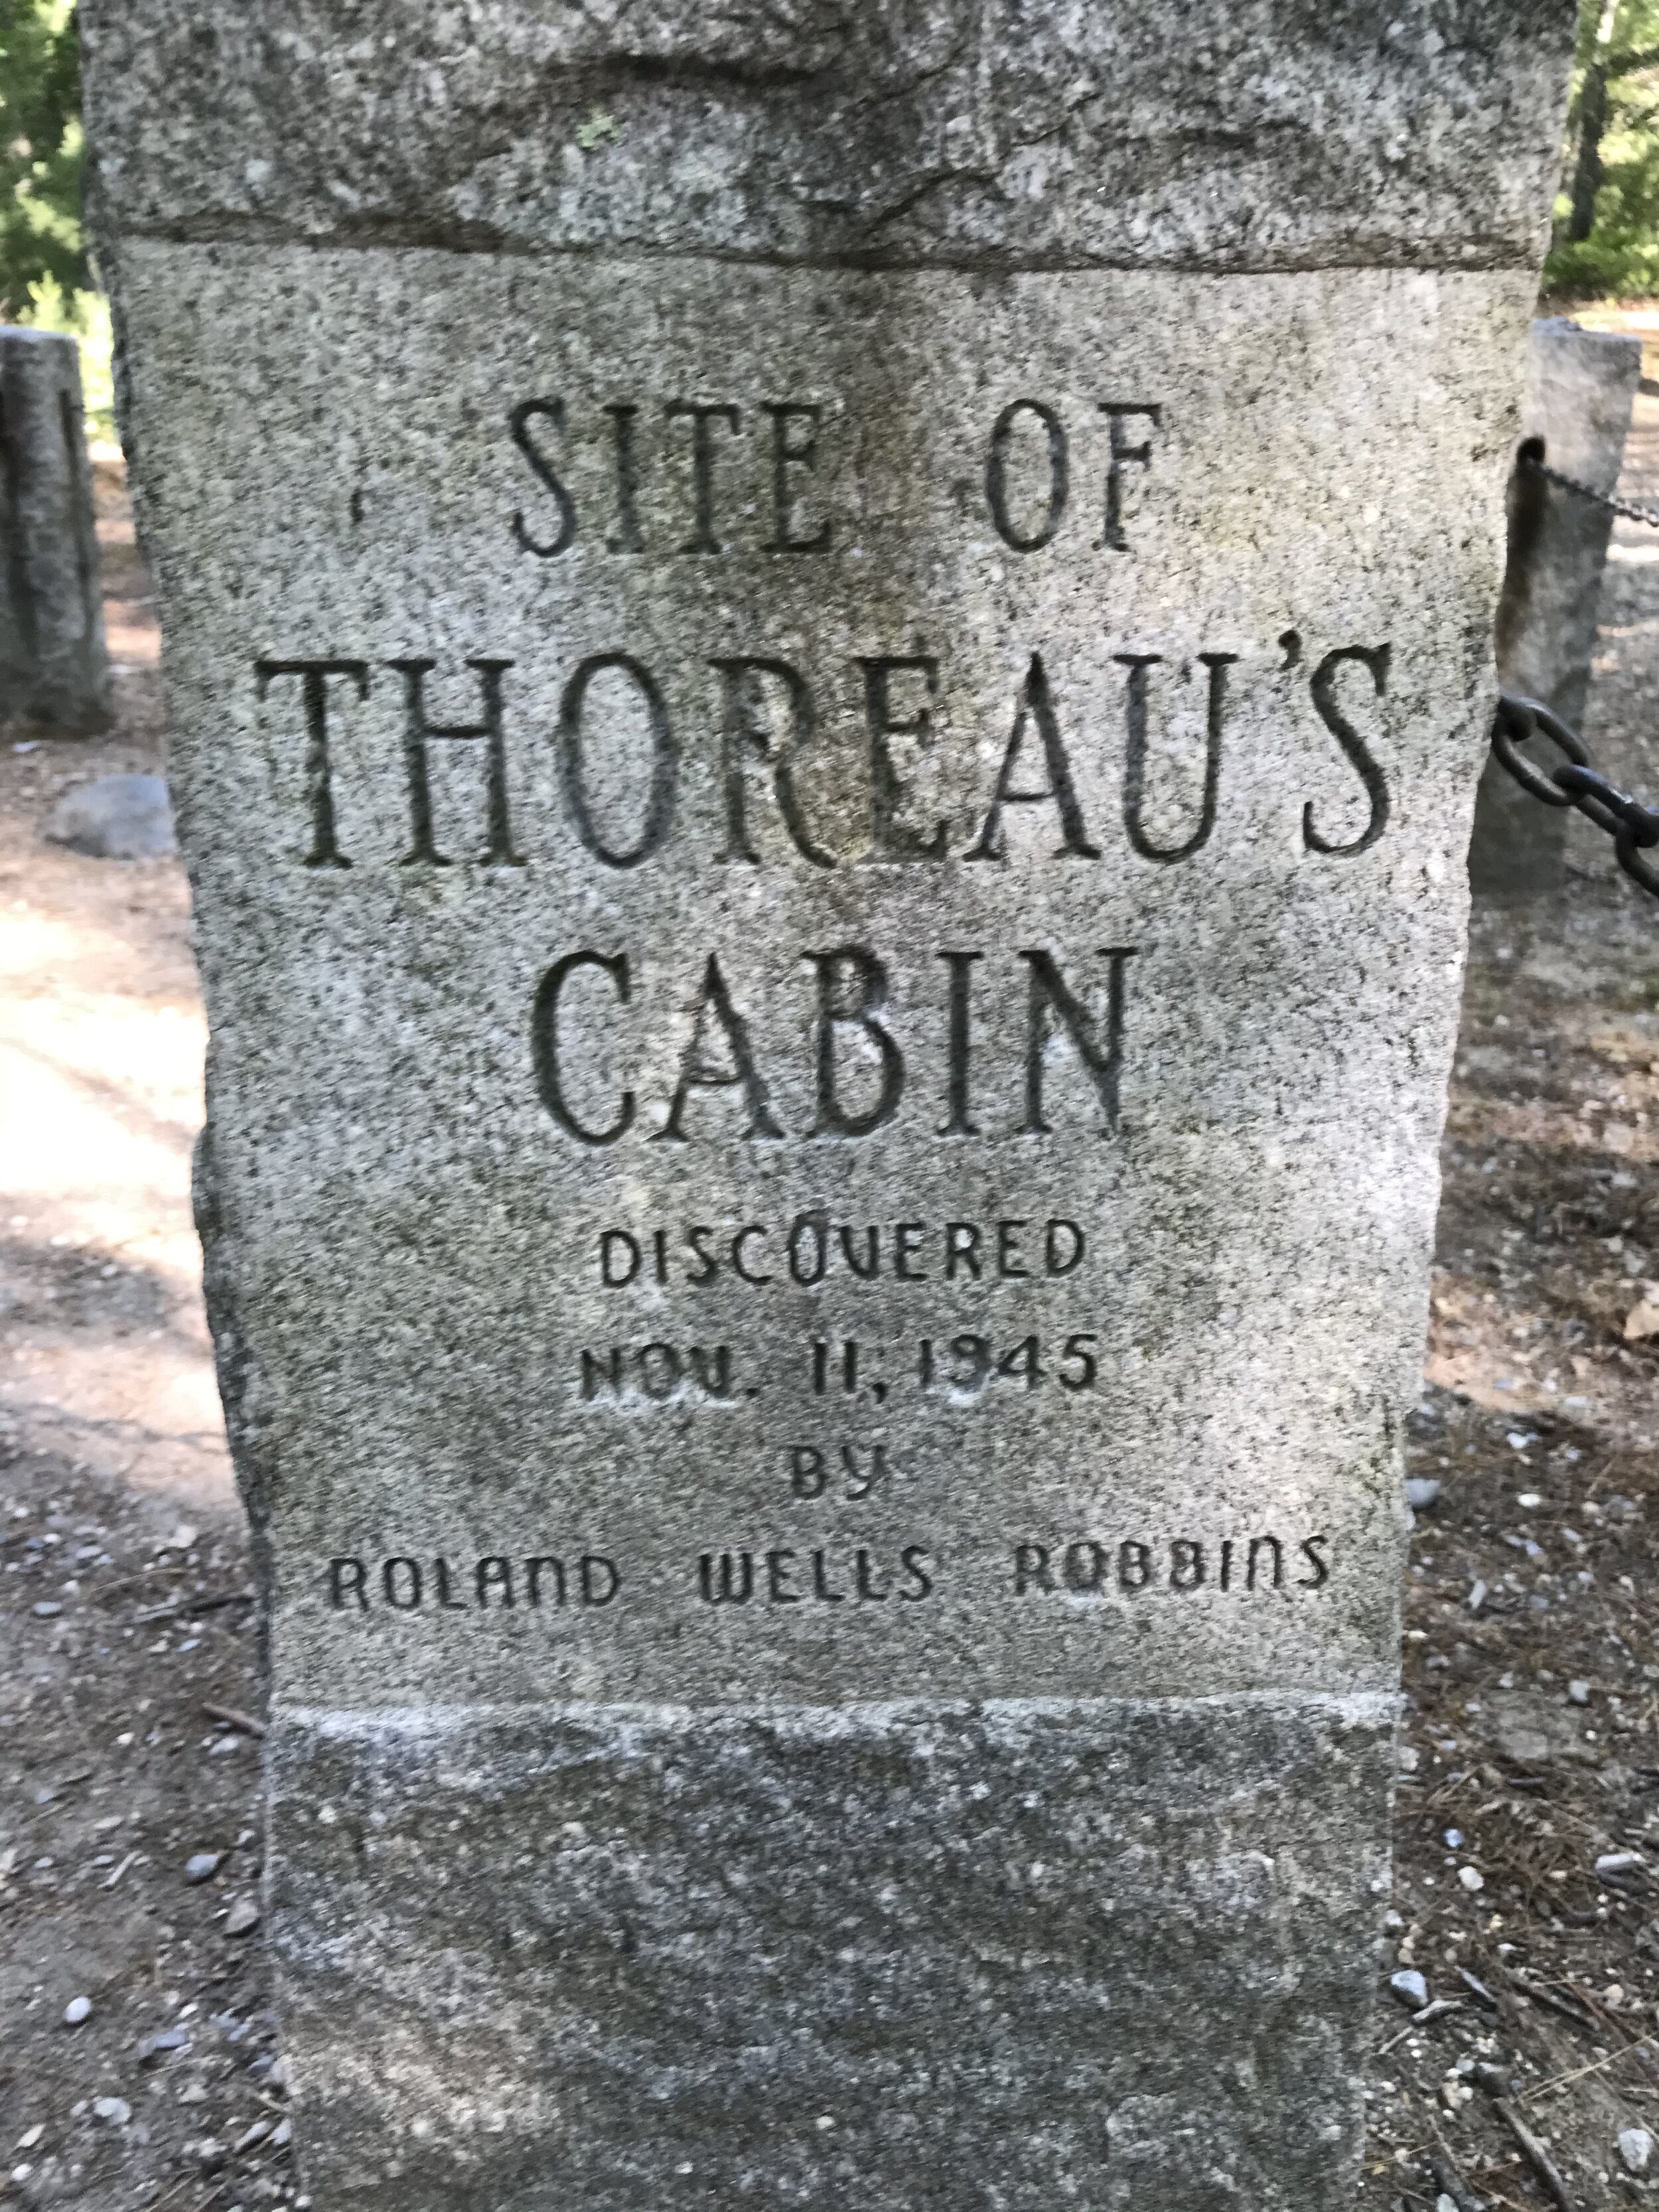 SITE OF
THOREAU'S
CABIN
DISCOVERED
NOV. 11, 1945
BY
ROLAND WELLS ROBBINS